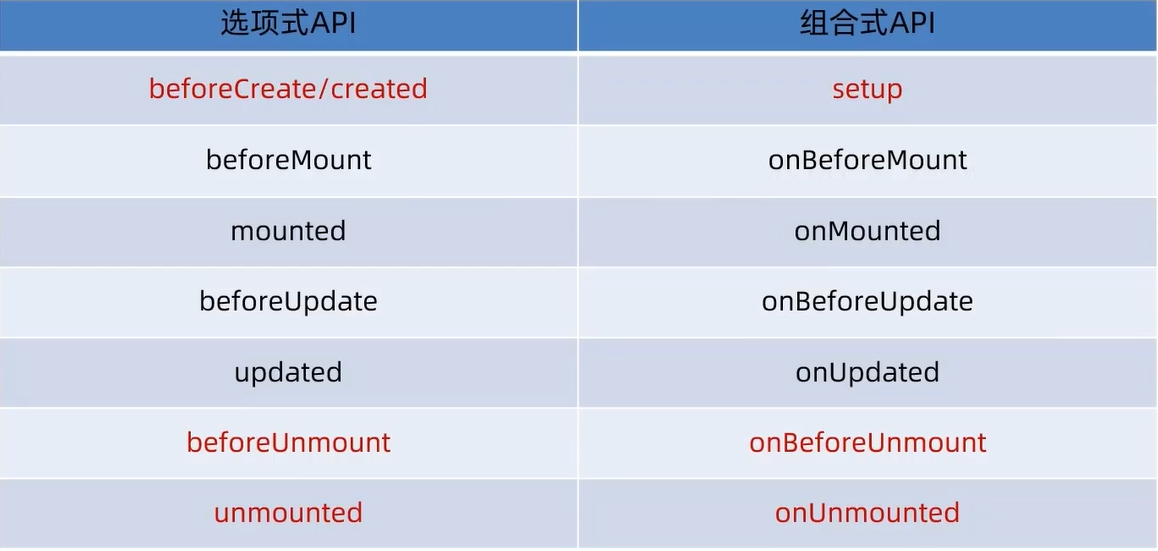 选项式API 组合式API
beforeCreate/created setup
beforeMount onBeforeMount
mounted onMounted
beforeUpdate onBeforeUpdate
updated onUpdated
beforeUnmount onBeforeUnmount
unmounted onUnmounted